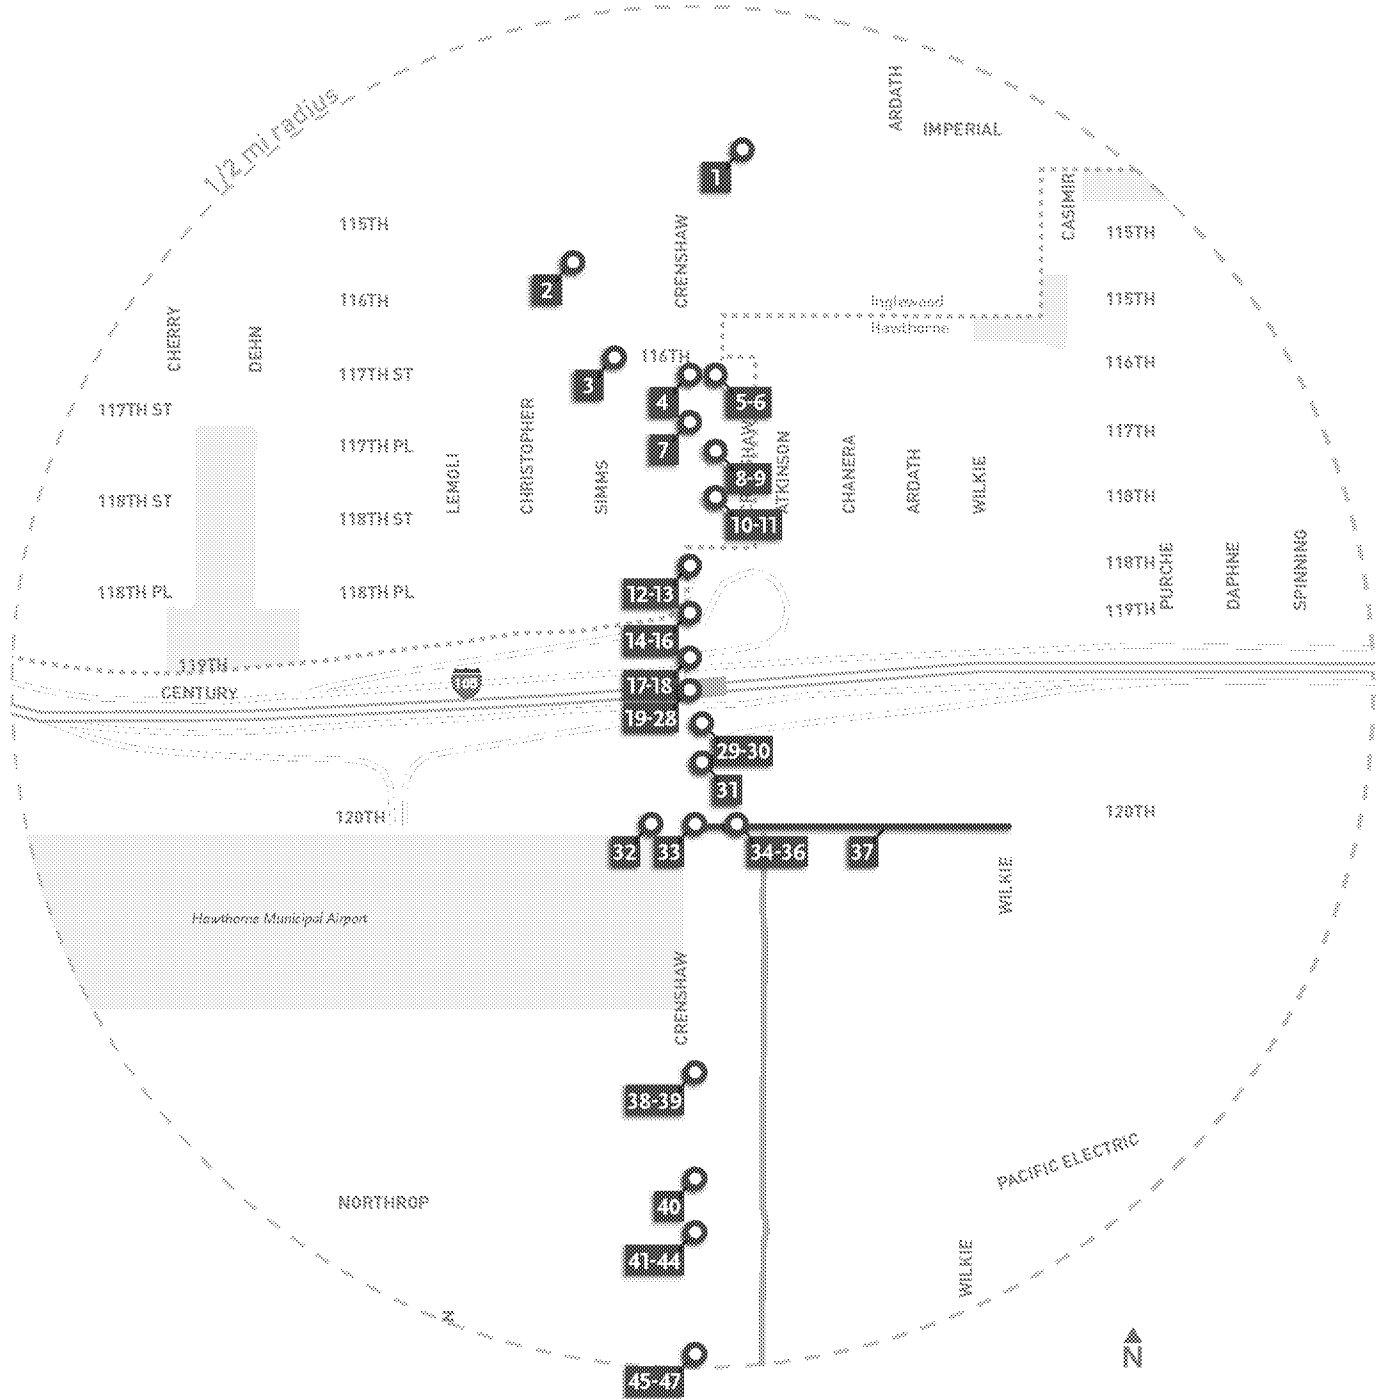 1/2 mi radius
ARDATH
IMPERIAL
1
CASIMIR
115TH
CRENSHAW
115TH
2
116TH
Inglewood
115TH
Hawthorne
CHERRY
DEHN
116TH
116TH
3
117TH ST
4
5-6
117TH ST
CHRISTOPHER
7
117TH PL
117TH
LEMOLI
SIMMS
8-9
ATKINSON
CHANERA
ARDATH
WILKIE
118TH ST
118TH
118TH ST
10-11
PURCHE
DAPHNE
SPINNING
118TH
118TH PL
118TH PL
12-13
119TH
14-16
119TH
CENTURY
17-18
19-28
29-30
31
120TH
120TH
32
33
34-36
37
WILKIE
Hawthorne Municipal Airport
CRENSHAW
38-39
PACIFIC ELECTRIC
NORTHROP
40
41-44
WILKIE
45-47
N